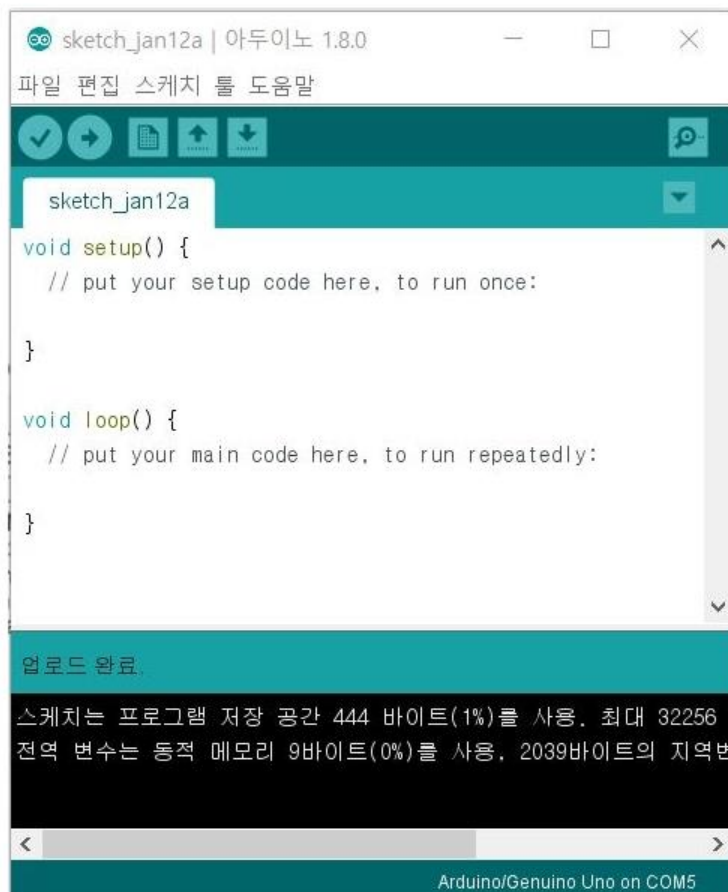 sketch_jan12a | 아두이노 1.8.0
파일 편집 스케치 툴 도움말
sketch_jan12a
void setup() {
  // put your setup code here, to run once:
}
void loop() {
  // put your main code here, to run repeatedly:
}
업로드 완료.
스케치는 프로그램 저장 공간 444 바이트(1%)를 사용. 최대 32256
전역 변수는 동적 메모리 9바이트(0%)를 사용, 2039바이트의 지역변
Arduino/Genuino Uno on COM5